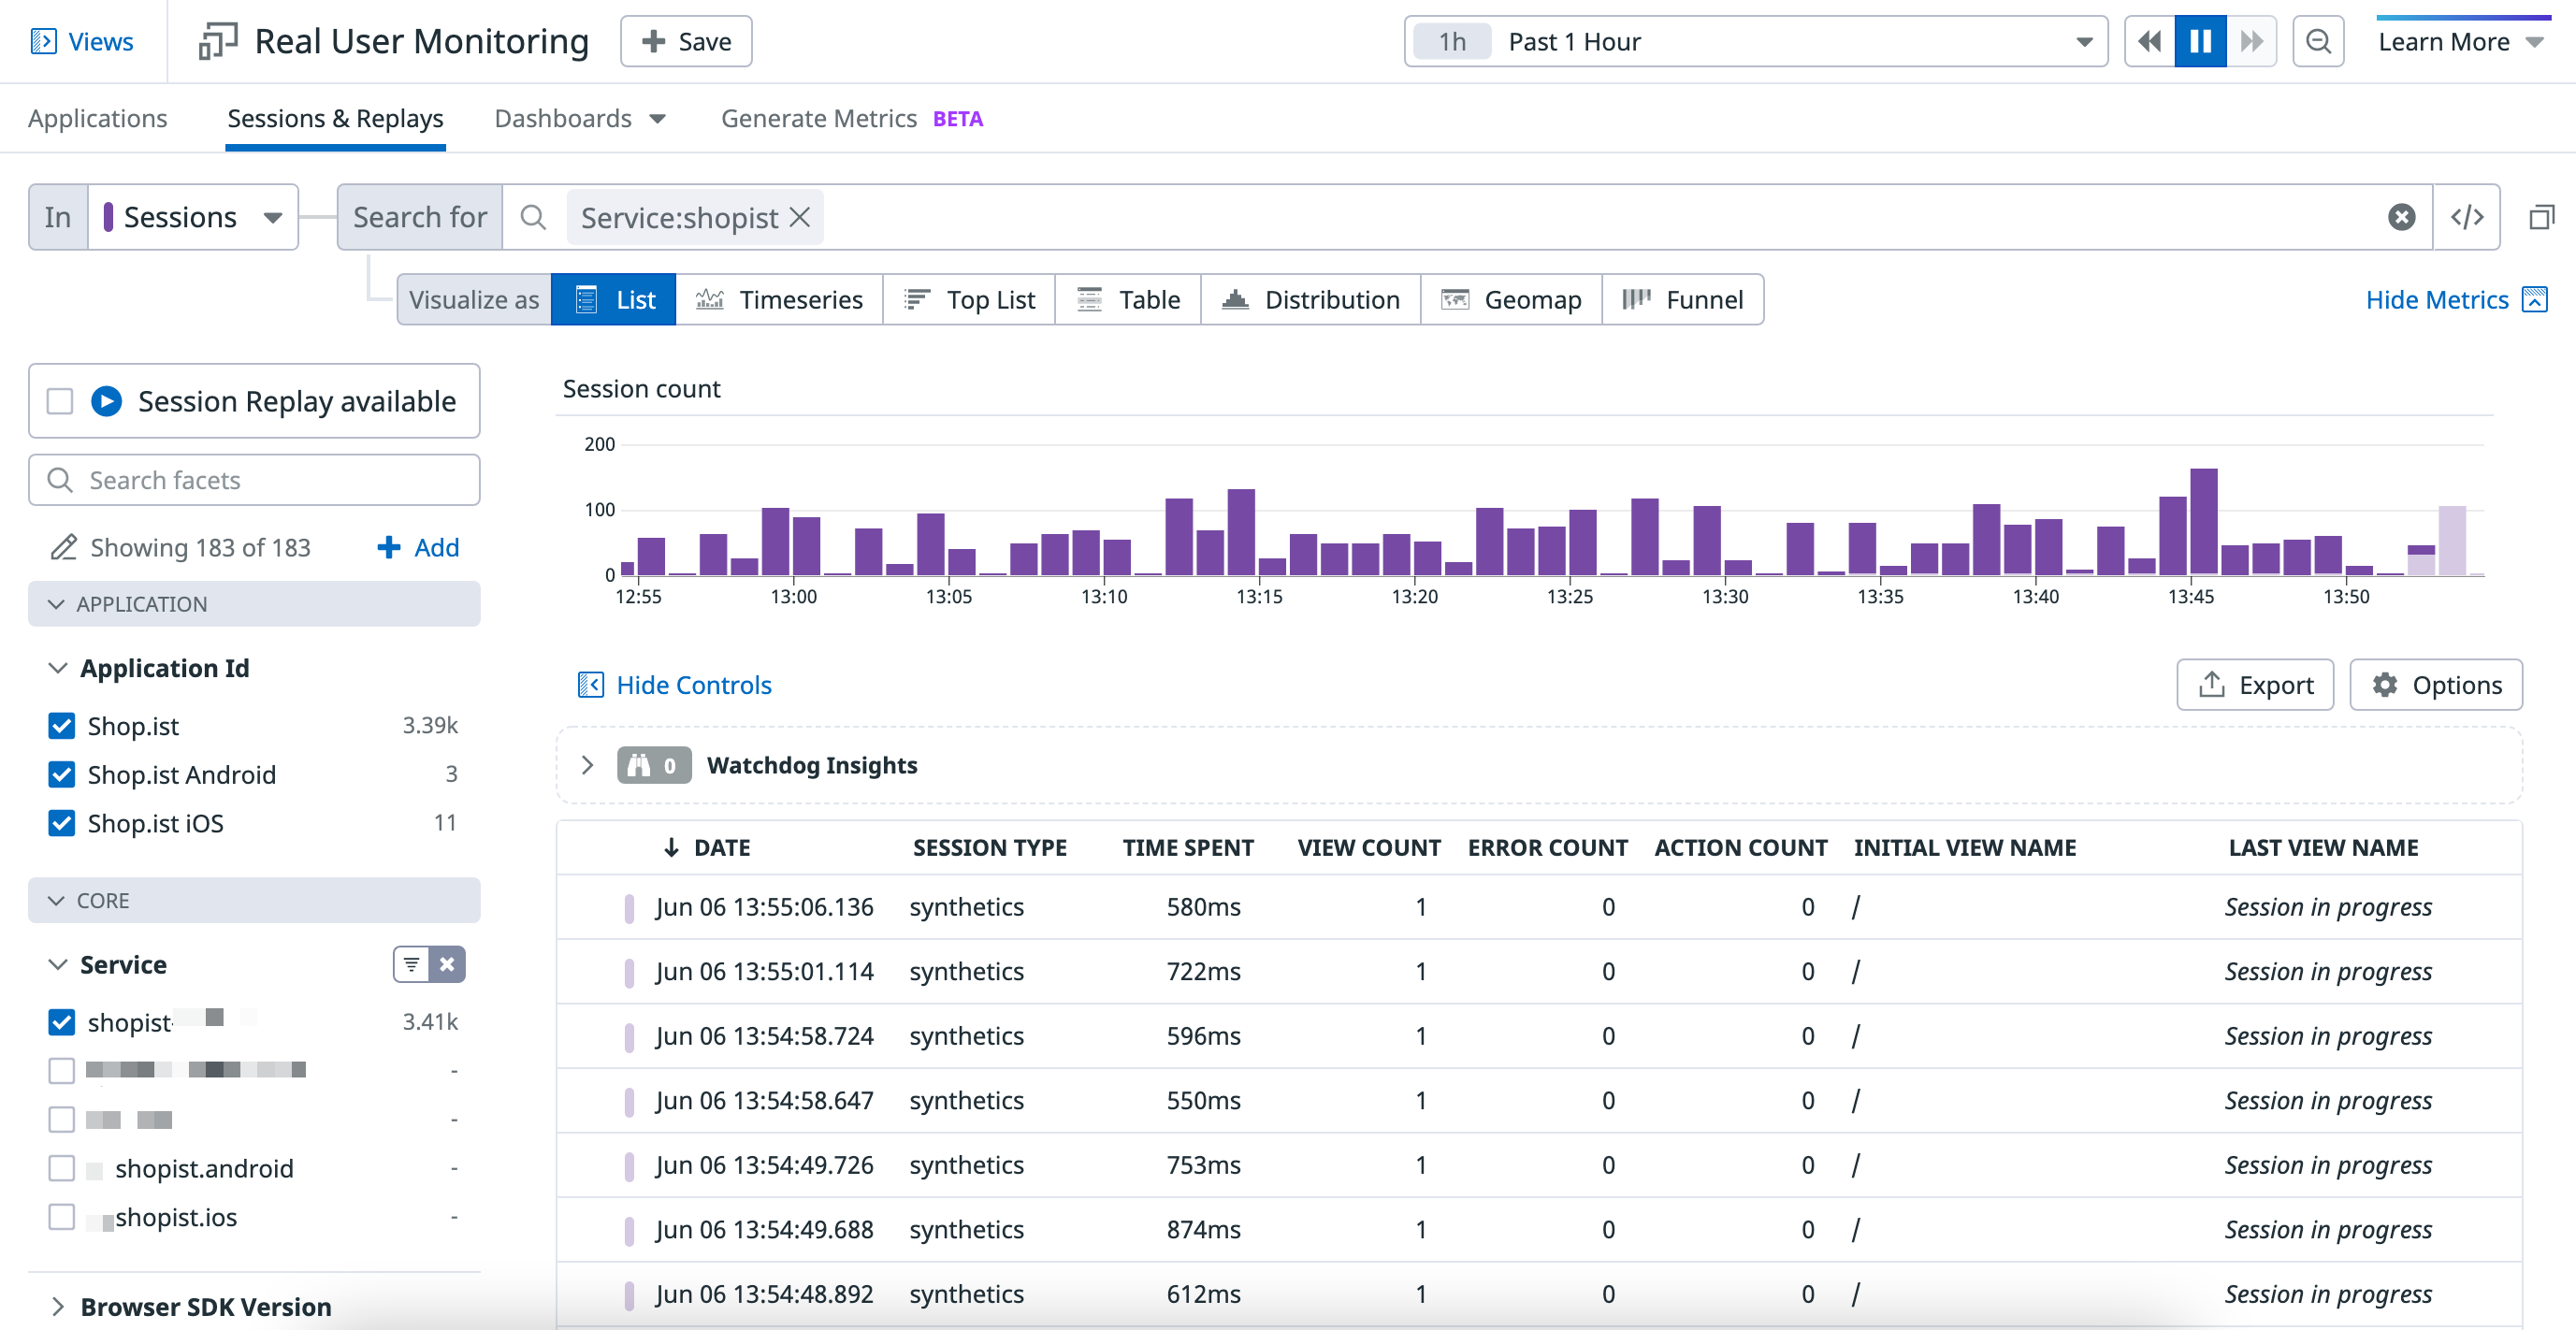 Views
Real User Monitoring
Save
1h Past 1 Hour
Learn More
Applications
Sessions & Replays
Dashboards
Generate Metrics BETA
In Sessions
Search for Service:shopist
</>
Visualize as List Timeseries Top List Table Distribution Geomap Funnel
Hide Metrics
Session Replay available
Search facets
Showing 183 of 183
Add
APPLICATION
Application Id
Shop.ist 3.39k
Shop.ist Android 3
Shop.ist iOS 11
CORE
Service
shopist- 3.41k
-
-
shopist.android -
shopist.ios -
Browser SDK Version
Session count
200
100
0
12:55 13:00 13:05 13:10 13:15 13:20 13:25 13:30 13:35 13:40 13:45 13:50
Hide Controls
Export
Options
0 Watchdog Insights
DATE SESSION TYPE TIME SPENT VIEW COUNT ERROR COUNT ACTION COUNT INITIAL VIEW NAME LAST VIEW NAME
Jun 06 13:55:06.136 synthetics 580ms 1 0 0 / Session in progress
Jun 06 13:55:01.114 synthetics 722ms 1 0 0 / Session in progress
Jun 06 13:54:58.724 synthetics 596ms 1 0 0 / Session in progress
Jun 06 13:54:58.647 synthetics 550ms 1 0 0 / Session in progress
Jun 06 13:54:49.726 synthetics 753ms 1 0 0 / Session in progress
Jun 06 13:54:49.688 synthetics 874ms 1 0 0 / Session in progress
Jun 06 13:54:48.892 synthetics 612ms 1 0 0 / Session in progress